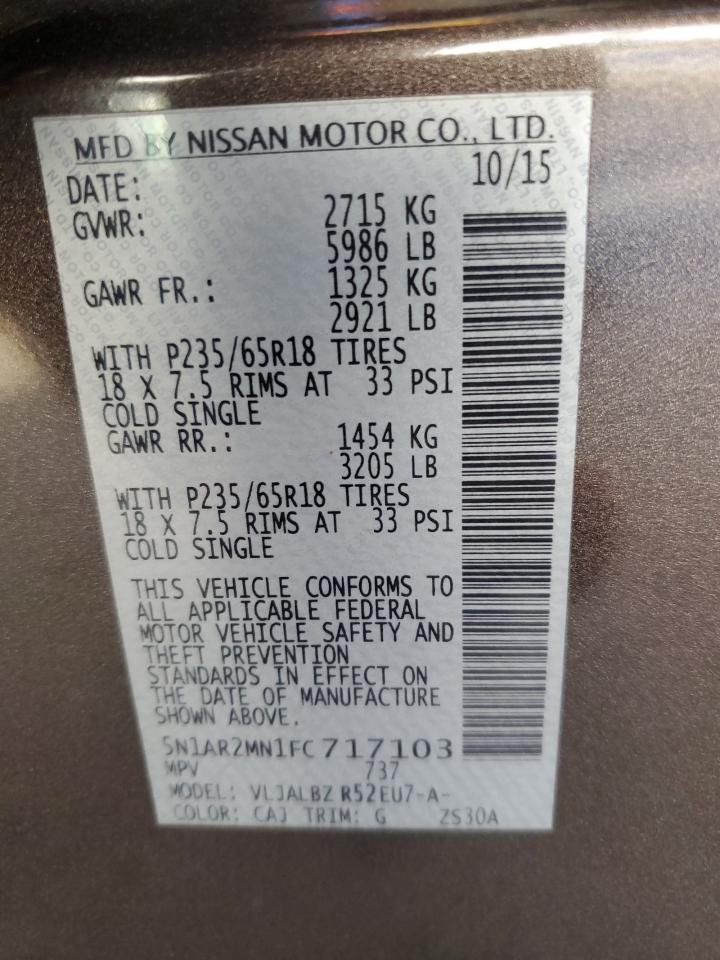 MFD BY NISSAN MOTOR CO., LTD.
DATE: 10/15
GVWR: 2715 KG
5986 LB
GAWR FR.: 1325 KG
2921 LB
WITH P235/65R18 TIRES
18 X 7.5 RIMS AT 33 PSI
COLD SINGLE
GAWR RR.: 1454 KG
3205 LB
WITH P235/65R18 TIRES
18 X 7.5 RIMS AT 33 PSI
COLD SINGLE
THIS VEHICLE CONFORMS TO
ALL APPLICABLE FEDERAL
MOTOR VEHICLE SAFETY AND
THEFT PREVENTION
STANDARDS IN EFFECT ON
THE DATE OF MANUFACTURE
SHOWN ABOVE.
5N1AR2MN1FC717103
MPV 737
MODEL: VLJALBZ R52EU7-A-
COLOR: CAJ TRIM: G ZS30A